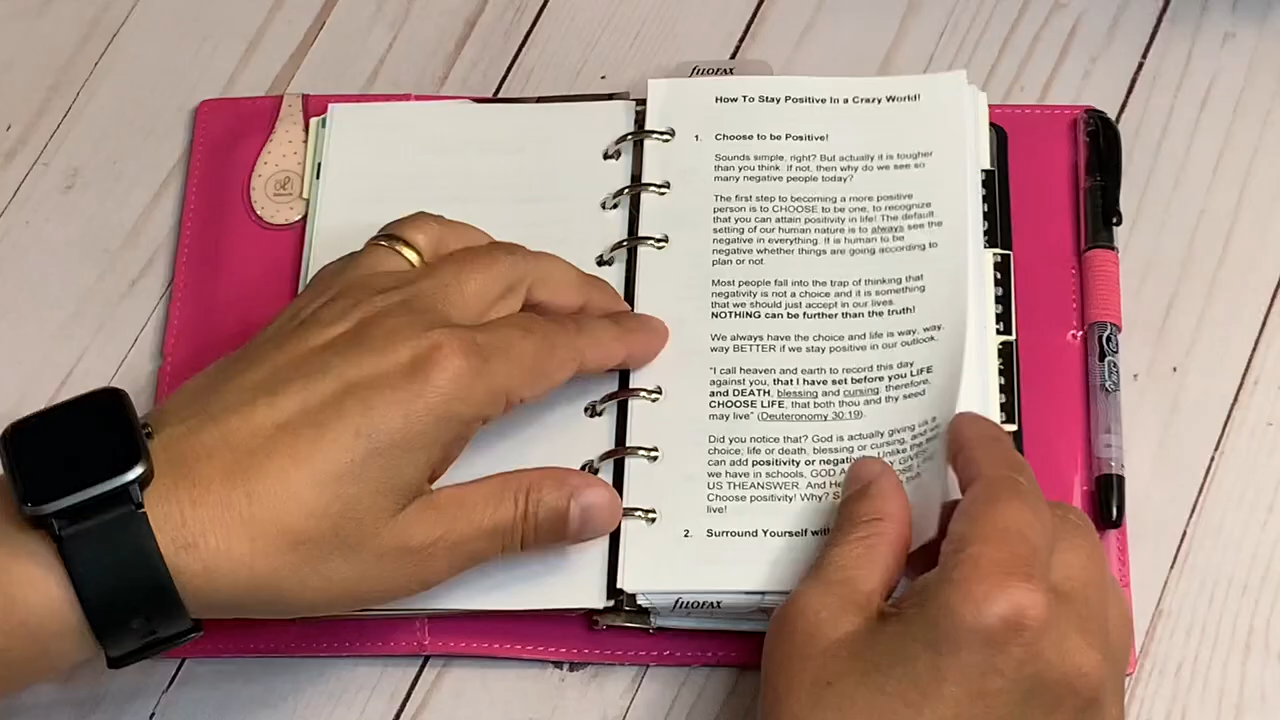 FILOFAX
How To Stay Positive In a Crazy World!
1. Choose to be Positive!
Sounds simple, right? But actually it is tougher
than you think. If not, then why do we see so
many negative people today?
The first step to becoming a more positive
person is to CHOOSE to be one, to recognize
that you can attain positivity in life! The default
setting of our human nature is to always see the
negative in everything. It is human to be
negative whether things are going according to
plan or not.
Most people fall into the trap of thinking that
negativity is not a choice and it is something
that we should just accept in our lives.
NOTHING can be further than the truth!
We always have the choice and life is way, way,
way BETTER if we stay positive in our outlook.
"I call heaven and earth to record this day
against you, that I have set before you LIFE
and DEATH, blessing and cursing: therefore,
CHOOSE LIFE, that both thou and thy seed
may live" (Deuteronomy 30:19).
Did you notice that? God is actually giving us a
choice; life or death, blessing or cursing, and
can add positivity or Unlike the
we have in schools, GOD
US THEANSWER. And
Choose positivity! Why?
live!
2. Surround Yourself with
FILOFAX